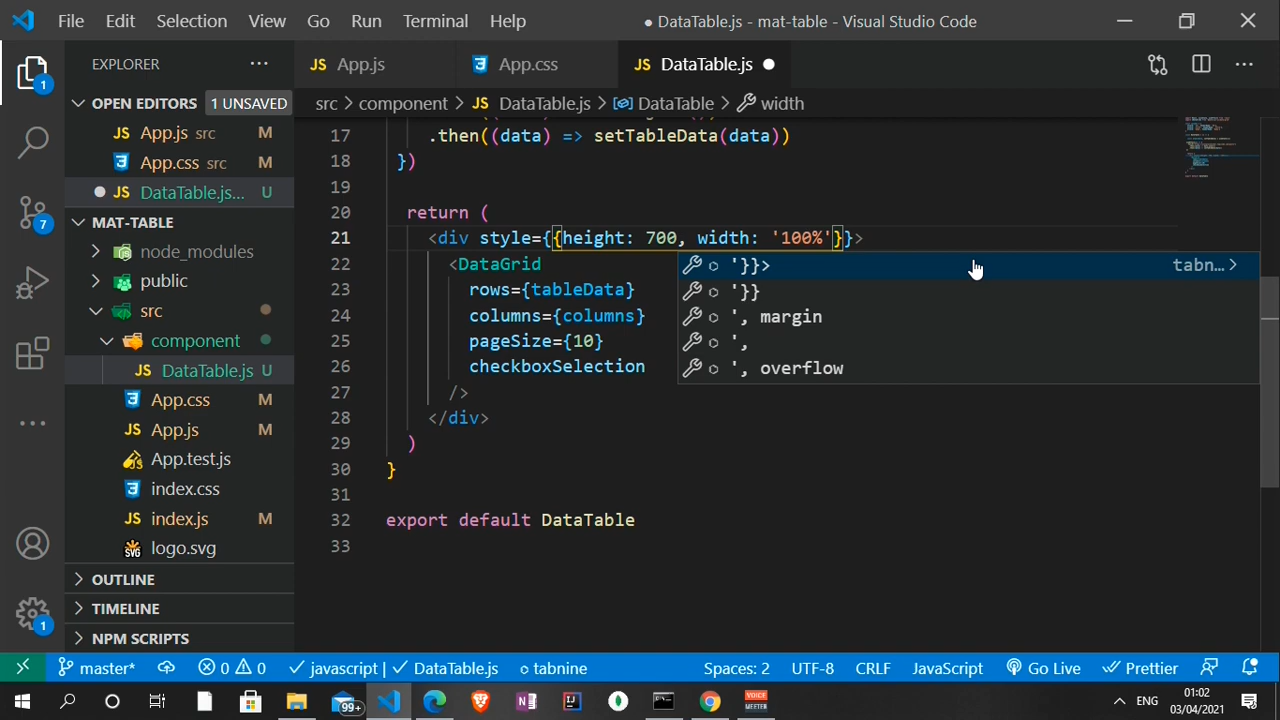 File Edit Selection View Go Run Terminal Help ● DataTable.js - mat-table - Visual Studio Code
EXPLORER ···
JS App.js
App.css
JS DataTable.js ●
OPEN EDITORS 1 UNSAVED
JS App.js src M
App.css src M
● JS DataTable.js... U
MAT-TABLE
node_modules
public
src
component
JS DataTable.js U
App.css M
JS App.js M
App.test.js
index.css
JS index.js M
logo.svg
OUTLINE
TIMELINE
NPM SCRIPTS
1
7
1
src > component > JS DataTable.js > DataTable > width
17 .then((data) => setTableData(data))
18 })
19
20 return (
21 <div style={{height: 700, width: '100%'}}>
22 <DataGrid
23 rows={tableData}
24 columns={columns}
25 pageSize={10}
26 checkboxSelection
27 />
28 </div>
29 )
30 }
31
32 export default DataTable
33
'}}> tabn...>
'}}
', margin
',
', overflow
master* 0 0 javascript | DataTable.js tabnine Spaces: 2 UTF-8 CRLF JavaScript Go Live Prettier
99+
VOICE
MEETER
ENG
01:02
03/04/2021